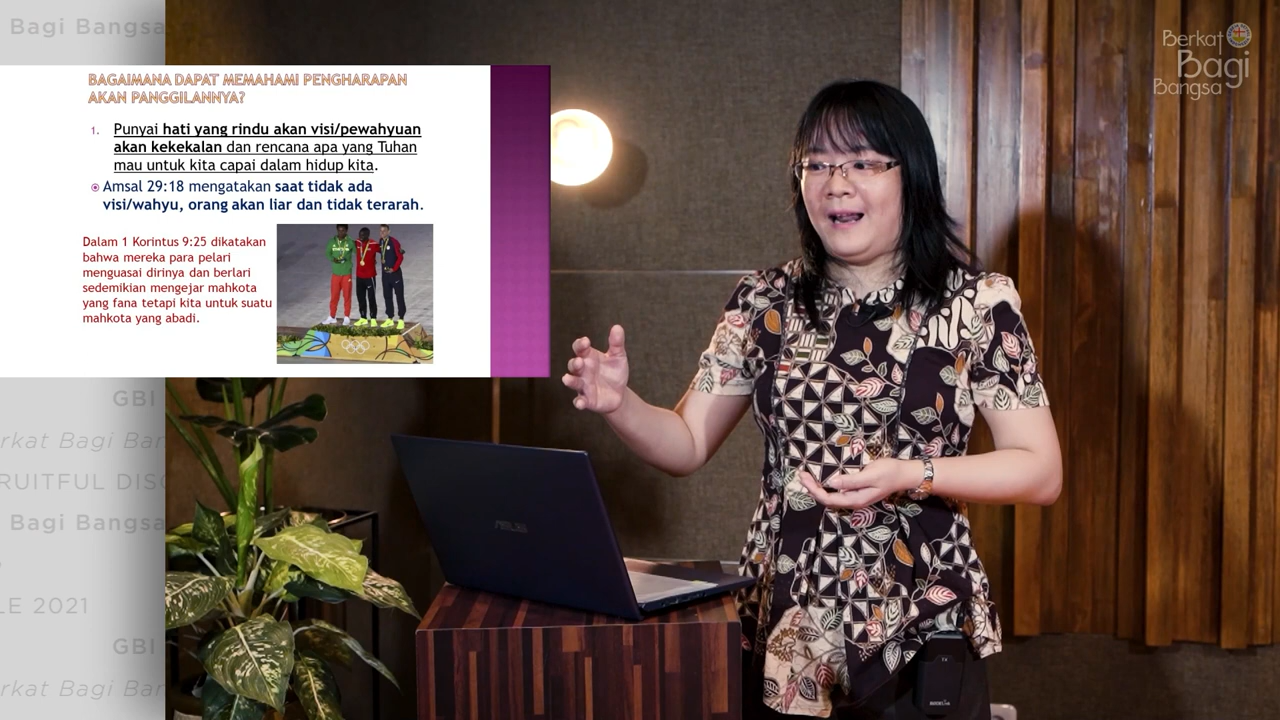 Bagi Bangsa
BAGAIMANA DAPAT MEMAHAMI PENGHARAPAN
AKAN PANGGILANNYA?
1. Punyai hati yang rindu akan visi/pewahyuan
akan kekekalan dan rencana apa yang Tuhan
mau untuk kita capai dalam hidup kita.
Amsal 29:18 mengatakan saat tidak ada
visi/wahyu, orang akan liar dan tidak terarah.
Dalam 1 Korintus 9:25 dikatakan
bahwa mereka para pelari
menguasai dirinya dan berlari
sedemikian mengejar mahkota
yang fana tetapi kita untuk suatu
mahkota yang abadi.
Berkat
Bagi
Bangsa
GBI
rkat Bagi Bar
RUITFUL DISC
Bagi Bangsa
LE 2021
GBI
rkat Bagi Bar
ASUS